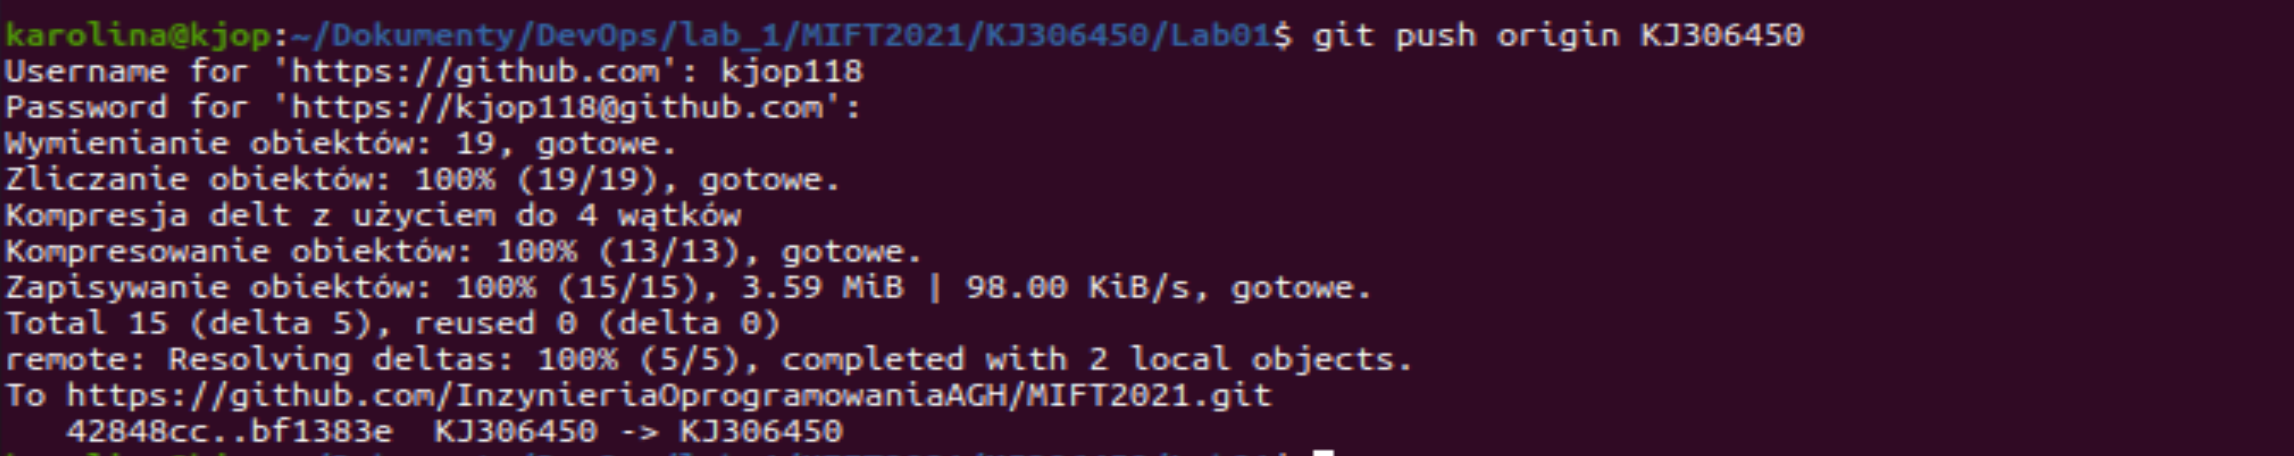 karolina@kjop:~/Dokumenty/DevOps/lab_1/MIFT2021/KJ306450/Lab01$ git push origin KJ306450
Username for 'https://github.com': kjop118
Password for 'https://kjop118@github.com':
Wymienianie obiektów: 19, gotowe.
Zliczanie obiektów: 100% (19/19), gotowe.
Kompresja delt z użyciem do 4 wątków
Kompresowanie obiektów: 100% (13/13), gotowe.
Zapisywanie obiektów: 100% (15/15), 3.59 MiB | 98.00 KiB/s, gotowe.
Total 15 (delta 5), reused 0 (delta 0)
remote: Resolving deltas: 100% (5/5), completed with 2 local objects.
To https://github.com/InzynieriaOprogramowaniaAGH/MIFT2021.git
   42848cc..bf1383e  KJ306450 -> KJ306450